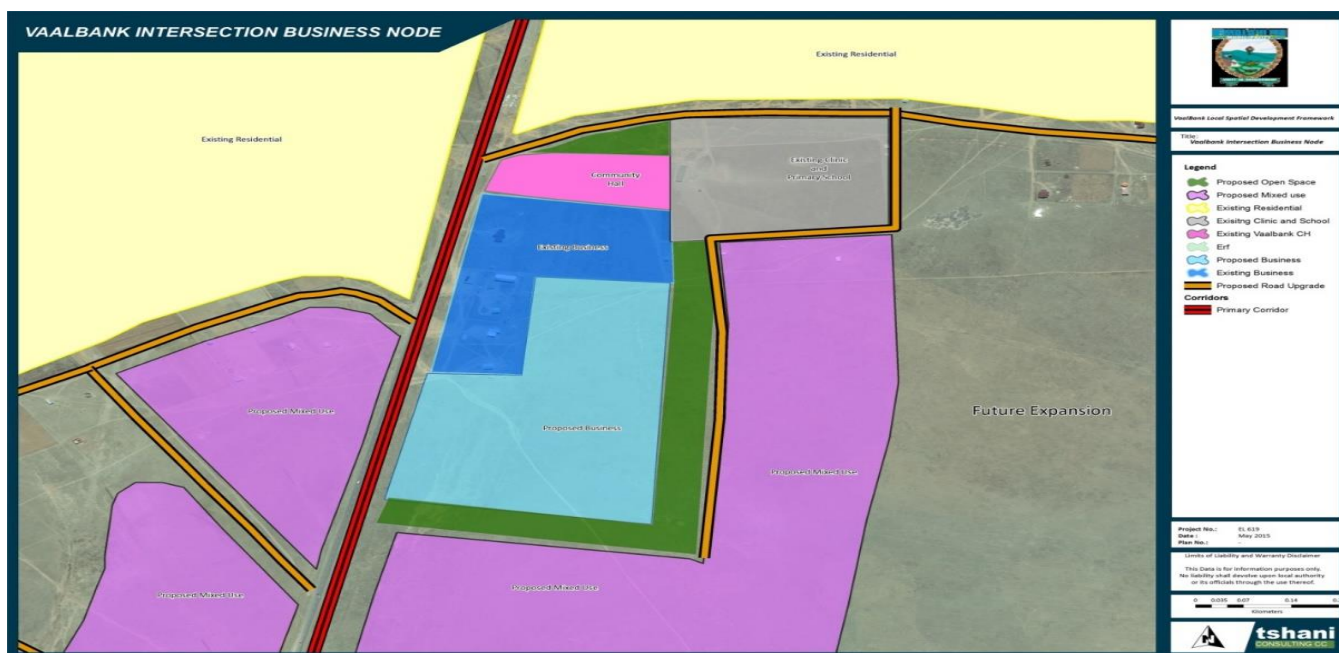 VAALBANK INTERSECTION BUSINESS NODE
Existing Residential
Existing Residential
Existing Clinic
and
Primary School
Community
Hall
Existing Business
Proposed Mixed Use
Proposed Business
Future Expansion
Proposed Mixed Use
Proposed Mixed Use
Proposed Mixed Use
VaalBank Local Spatial Development Framework
Title:
Vaalbank Intersection Business Node
Legend
Proposed Open Space
Proposed Mixed use
Existing Residential
Exisitng Clinic and School
Existing Vaalbank CH
Erf
Proposed Business
Existing Business
Proposed Road Upgrade
Corridors
Primary Corridor
Project No.: EL 619
Date : May 2015
Plan No.: -
Limits of Liability and Warranty Disclaimer
This Data is for information purposes only.
No liability shall devolve upon local authority
or its officials through the use thereof.
0 0.035 0.07 0.14
Kilometers
N
tshani
CONSULTING CC